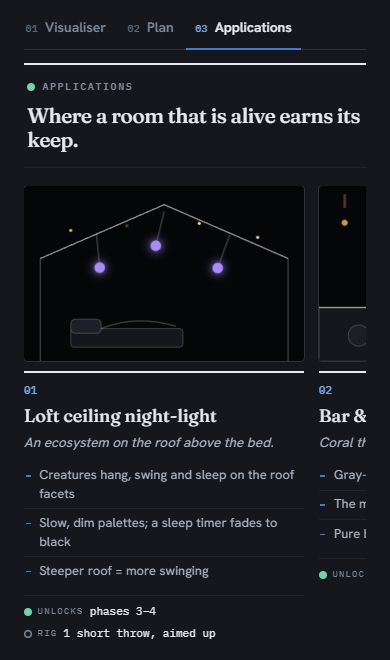 01 Visualiser 02 Plan 03 Applications
APPLICATIONS
Where a room that is alive earns its
keep.
01
Loft ceiling night-light
An ecosystem on the roof above the bed.
– Creatures hang, swing and sleep on the roof
facets
– Slow, dim palettes; a sleep timer fades to
black
– Steeper roof = more swinging
UNLOCKS phases 3–4
RIG 1 short throw, aimed up
02
Bar &
Coral
– Gray-
– The
– Pure
UNLOC